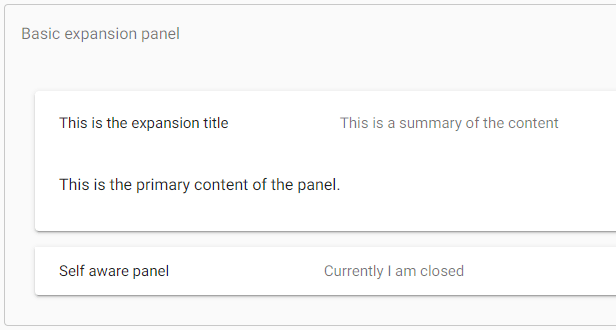 Basic expansion panel
This is the expansion title This is a summary of the content
This is the primary content of the panel.
Self aware panel Currently I am closed